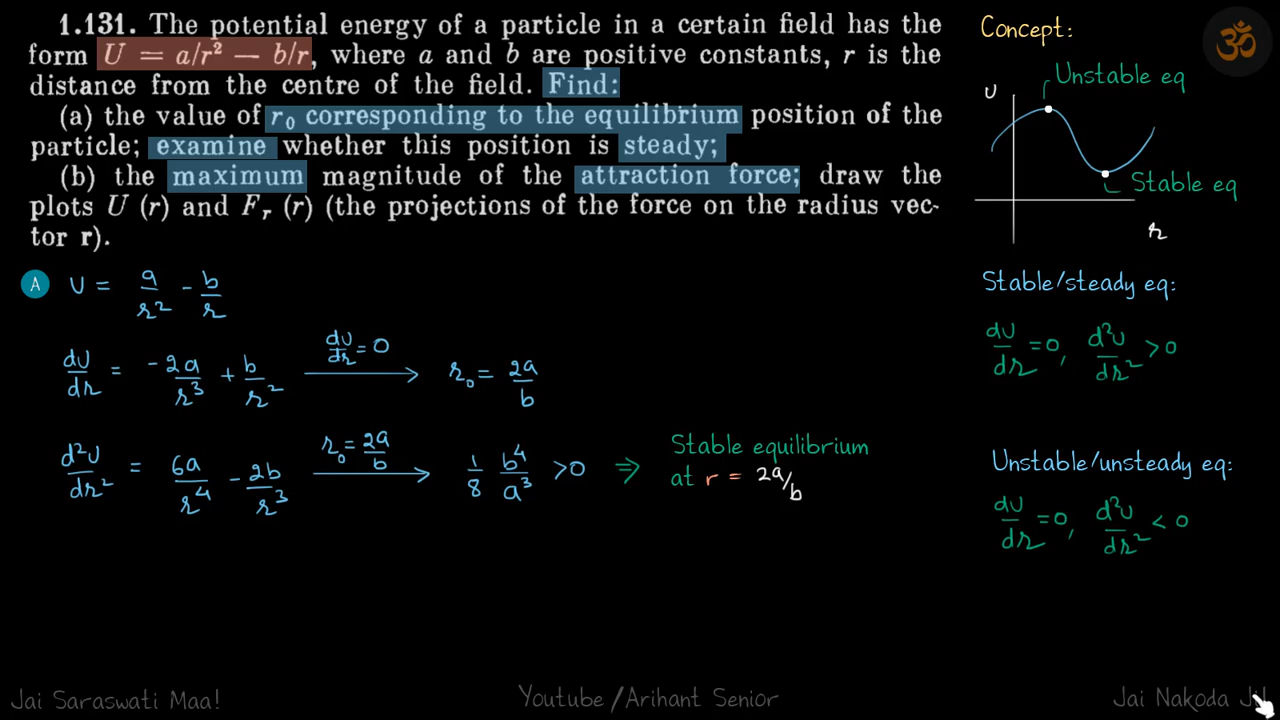 1.131. The potential energy of a particle in a certain field has the
form U = a/r² − b/r, where a and b are positive constants, r is the
distance from the centre of the field. Find:
(a) the value of r₀ corresponding to the equilibrium position of the
particle; examine whether this position is steady;
(b) the maximum magnitude of the attraction force; draw the
plots U (r) and Fᵣ (r) (the projections of the force on the radius vec-
tor r).
Concept:
ॐ
Unstable eq
U
Stable eq
r
A U = a/r² - b/r
dU/dr = -2a/r³ + b/r² dU/dr = 0 → r₀ = 2a/b
d²U/dr² = 6a/r⁴ - 2b/r³ r₀ = 2a/b → 1/8 b⁴/a³ >0 ⇒ Stable equilibrium
at r = 2a/b
Stable/steady eq:
dU/dr = 0, d²U/dr² > 0
Unstable/unsteady eq:
dU/dr = 0, d²U/dr² < 0
Jai Saraswati Maa!
Youtube /Arihant Senior
Jai Nakoda Ji!